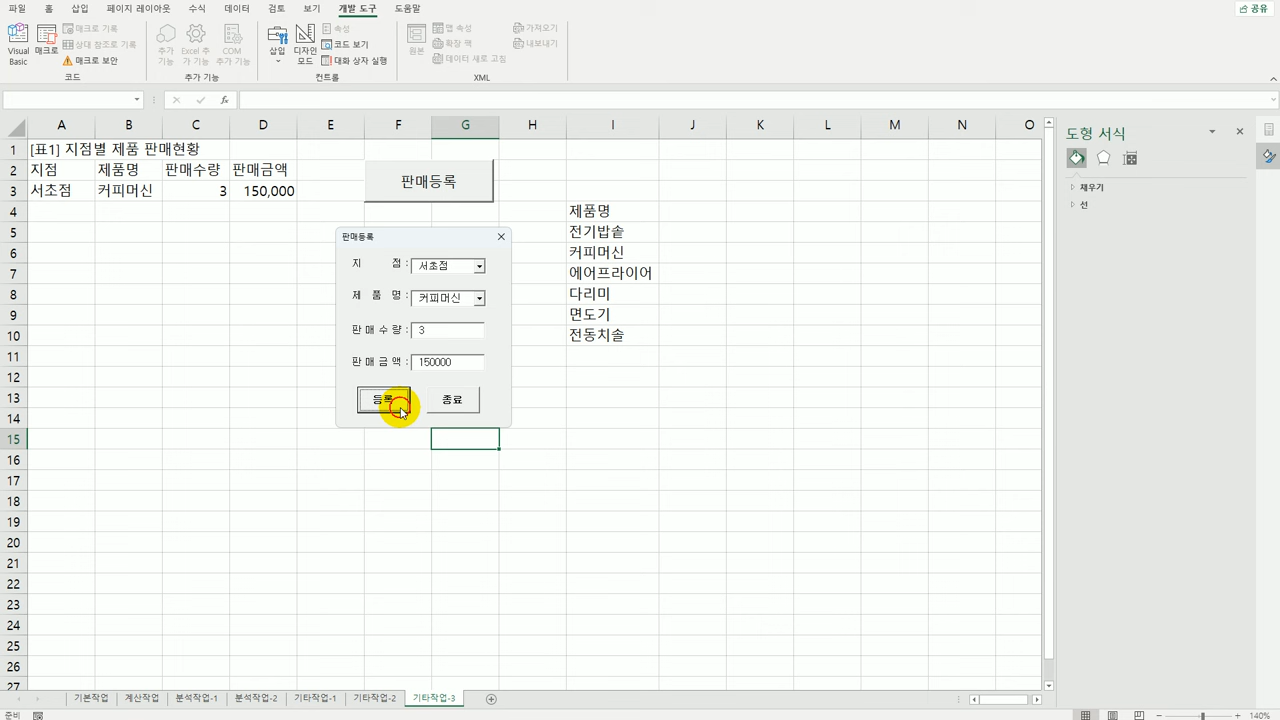 파일 홈 삽입 페이지 레이아웃 수식 데이터 검토 보기 개발 도구 도움말 공유
Visual Basic
매크로
매크로 기록
상대 참조로 기록
매크로 보안
코드
추가 기능
Excel 추가 기능
COM 추가 기능
추가 기능
삽입
디자인 모드
속성
코드 보기
대화 상자 실행
컨트롤
원본
맵 속성
확장 팩
데이터 새로 고침
가져오기
내보내기
XML
fx
A B C D E F G H I J K L M N O
1 [표1] 지점별 제품 판매현황
2 지점 제품명 판매수량 판매금액
판매등록
3 서초점 커피머신 3 150,000
4 제품명
5 전기밥솥
6 커피머신
7 에어프라이어
8 다리미
9 면도기
10 전동치솔
11
12
13
14
15
16
17
18
19
20
21
22
23
24
25
26
27
판매등록
지 점 : 서초점
제 품 명 : 커피머신
판 매 수 량 : 3
판 매 금 액 : 150000
등록 종료
도형 서식
채우기
선
기본작업 계산작업 분석작업-1 분석작업-2 기타작업-1 기타작업-2 기타작업-3
준비 140%